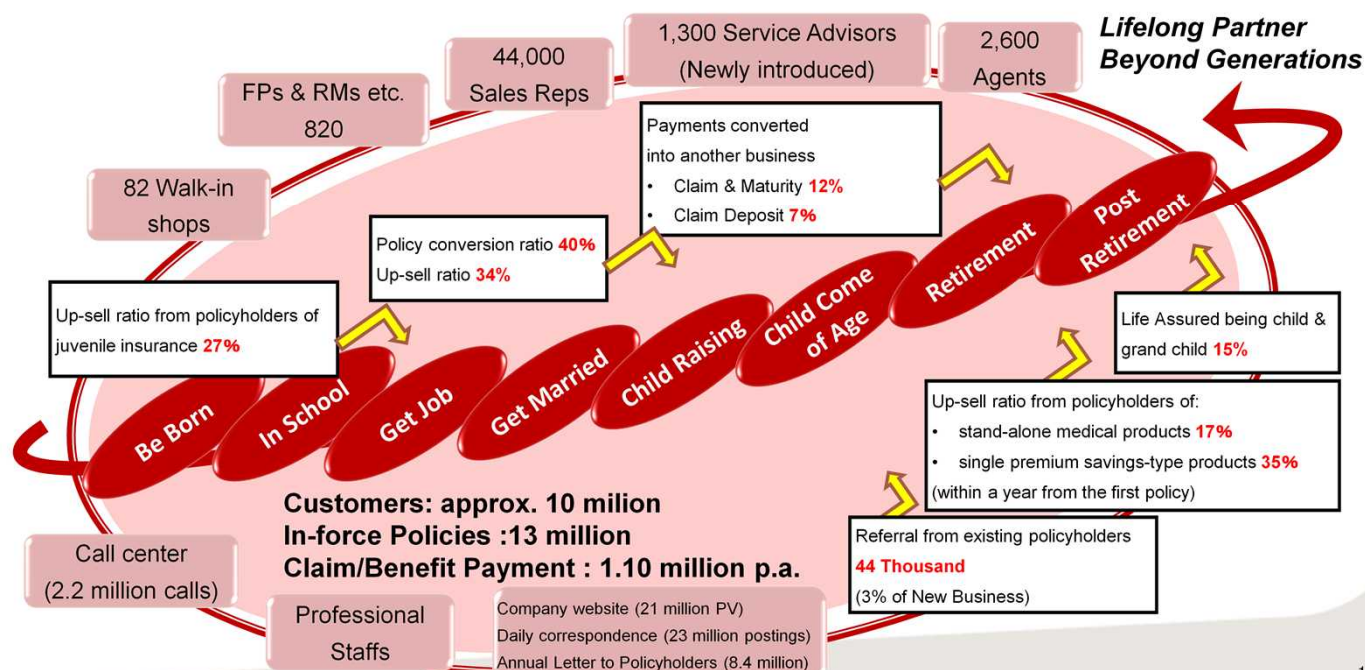 1,300 Service Advisors
(Newly introduced)
2,600
Agents
Lifelong Partner
Beyond Generations
44,000
Sales Reps
FPs & RMs etc.
820
82 Walk-in
shops
Payments converted
into another business
• Claim & Maturity 12%
• Claim Deposit 7%
Policy conversion ratio 40%
Up-sell ratio 34%
Up-sell ratio from policyholders of
juvenile insurance 27%
Be Born
In School
Get Job
Get Married
Child Raising
Child Come
of Age
Retirement
Post
Retirement
Life Assured being child &
grand child 15%
Up-sell ratio from policyholders of:
• stand-alone medical products 17%
• single premium savings-type products 35%
(within a year from the first policy)
Referral from existing policyholders
44 Thousand
(3% of New Business)
Customers: approx. 10 milion
In-force Policies :13 million
Claim/Benefit Payment : 1.10 million p.a.
Call center
(2.2 million calls)
Professional
Staffs
Company website (21 million PV)
Daily correspondence (23 million postings)
Annual Letter to Policyholders (8.4 million)